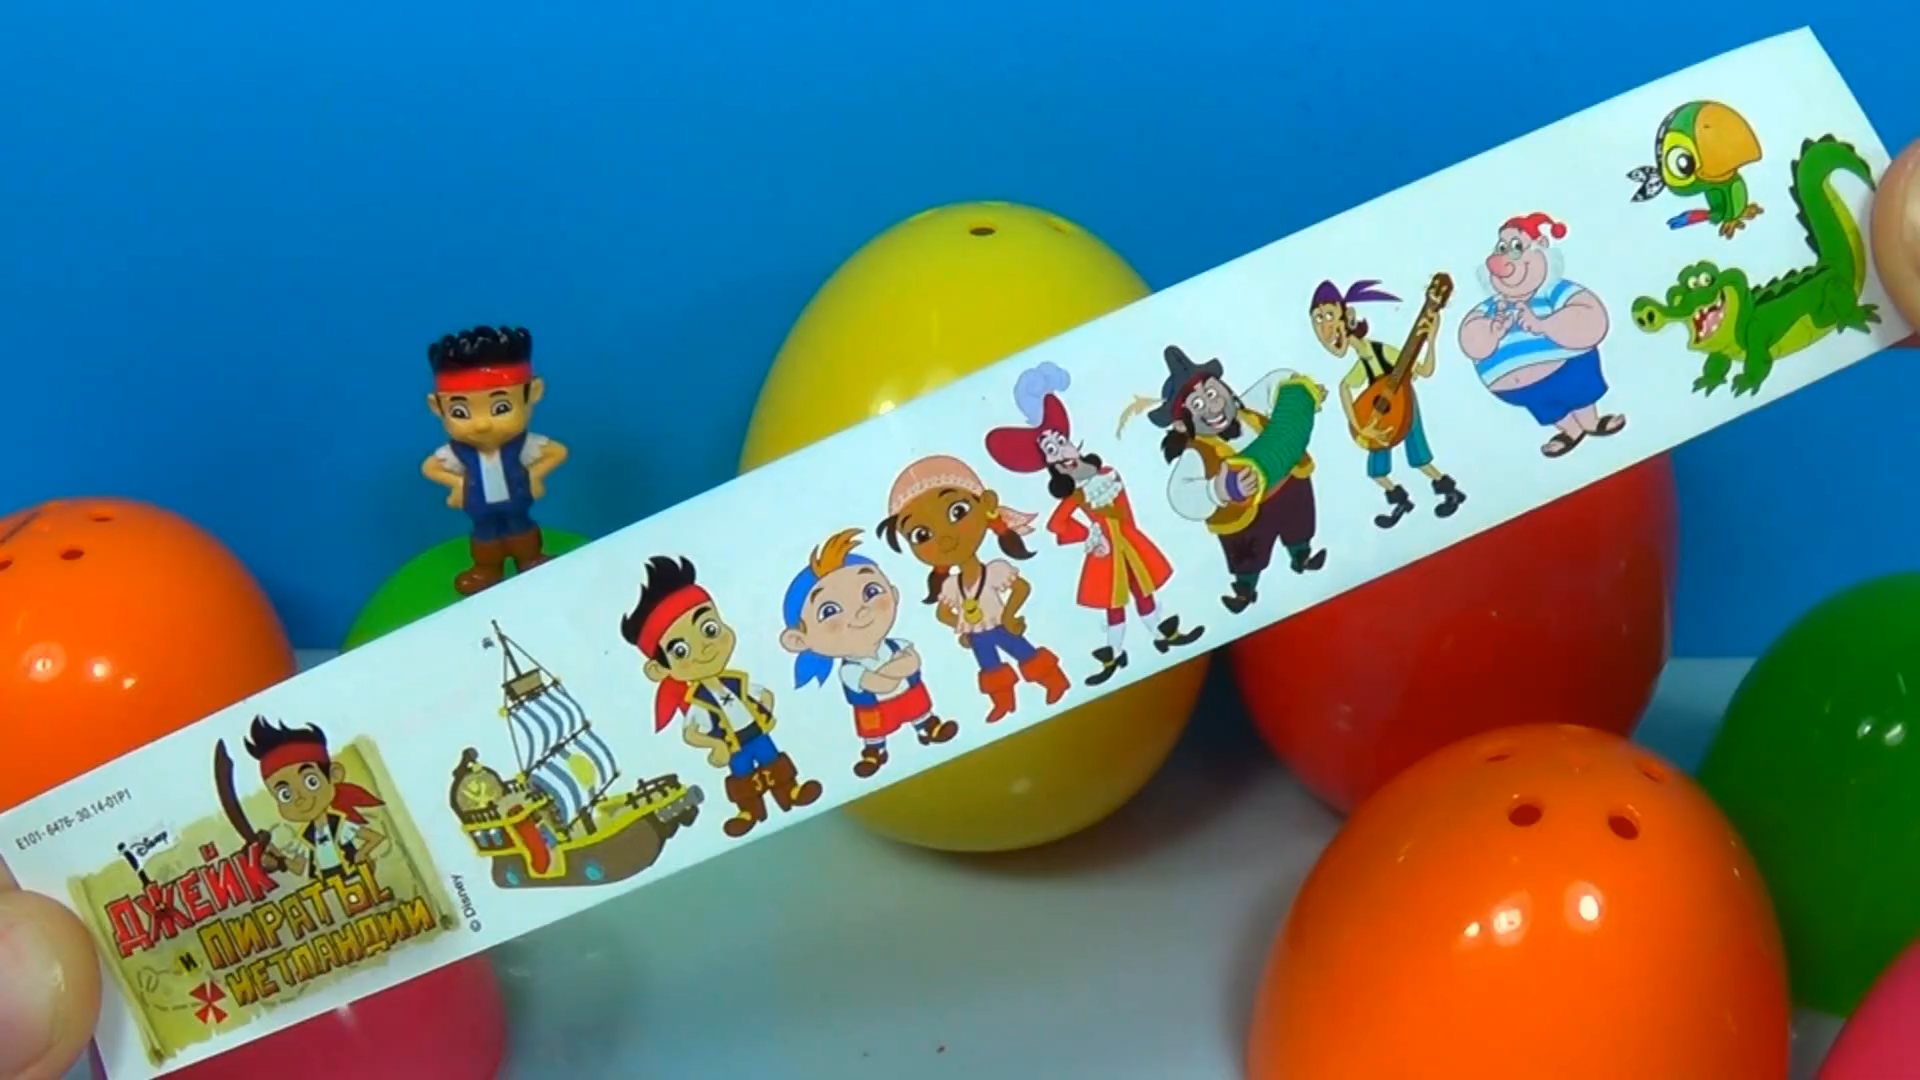 E101-6476-30.14-01P1
Disney
ДЖЕЙК
И ПИРАТЫ
НЕТЛАНДИИ
© Disney